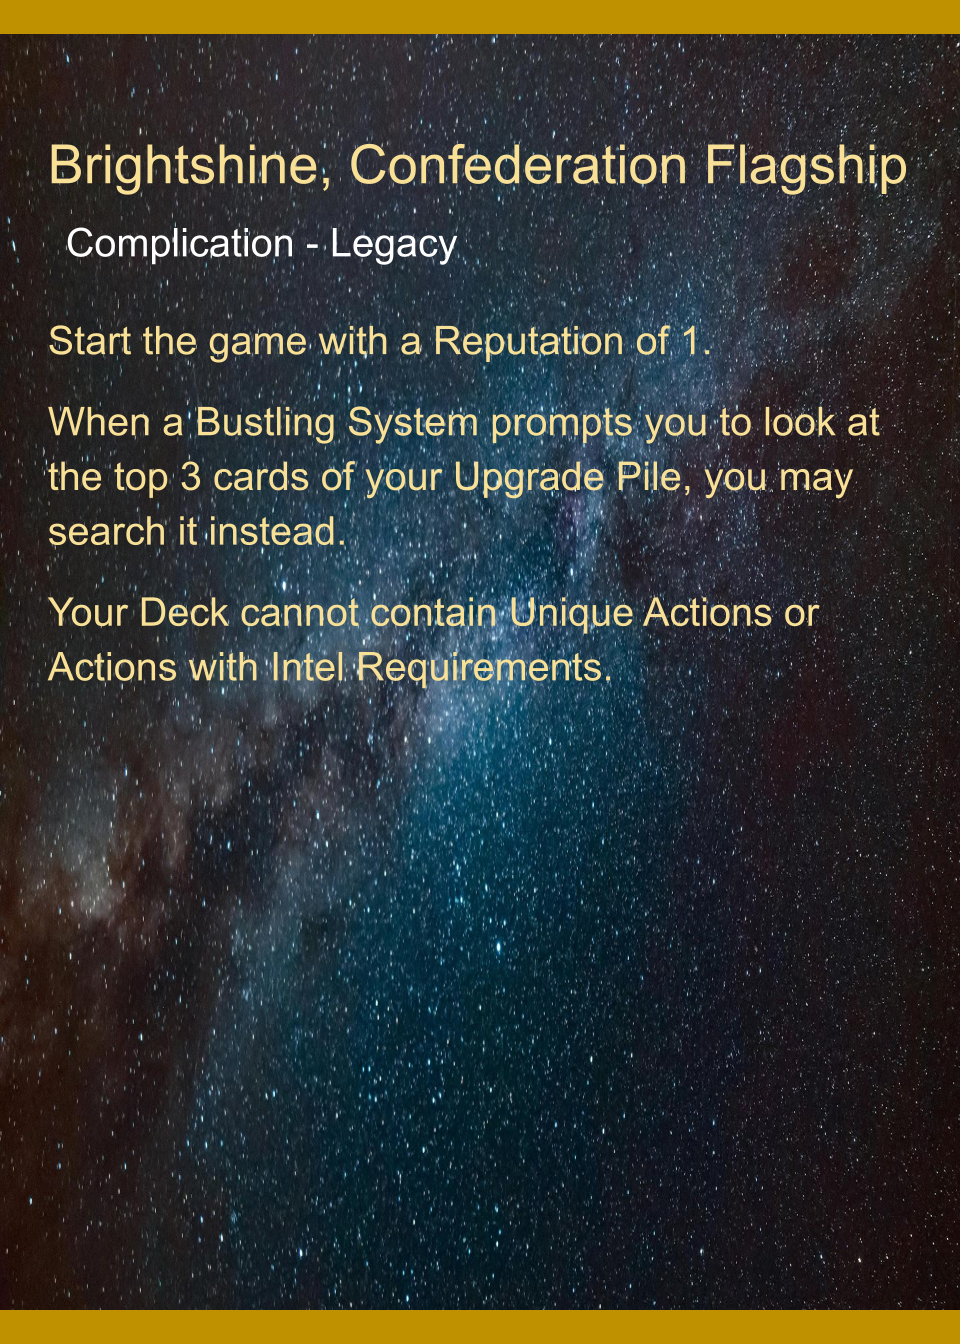 Brightshine, Confederation Flagship
Complication - Legacy
Start the game with a Reputation of 1.
When a Bustling System prompts you to look at
the top 3 cards of your Upgrade Pile, you may
search it instead.
Your Deck cannot contain Unique Actions or
Actions with Intel Requirements.